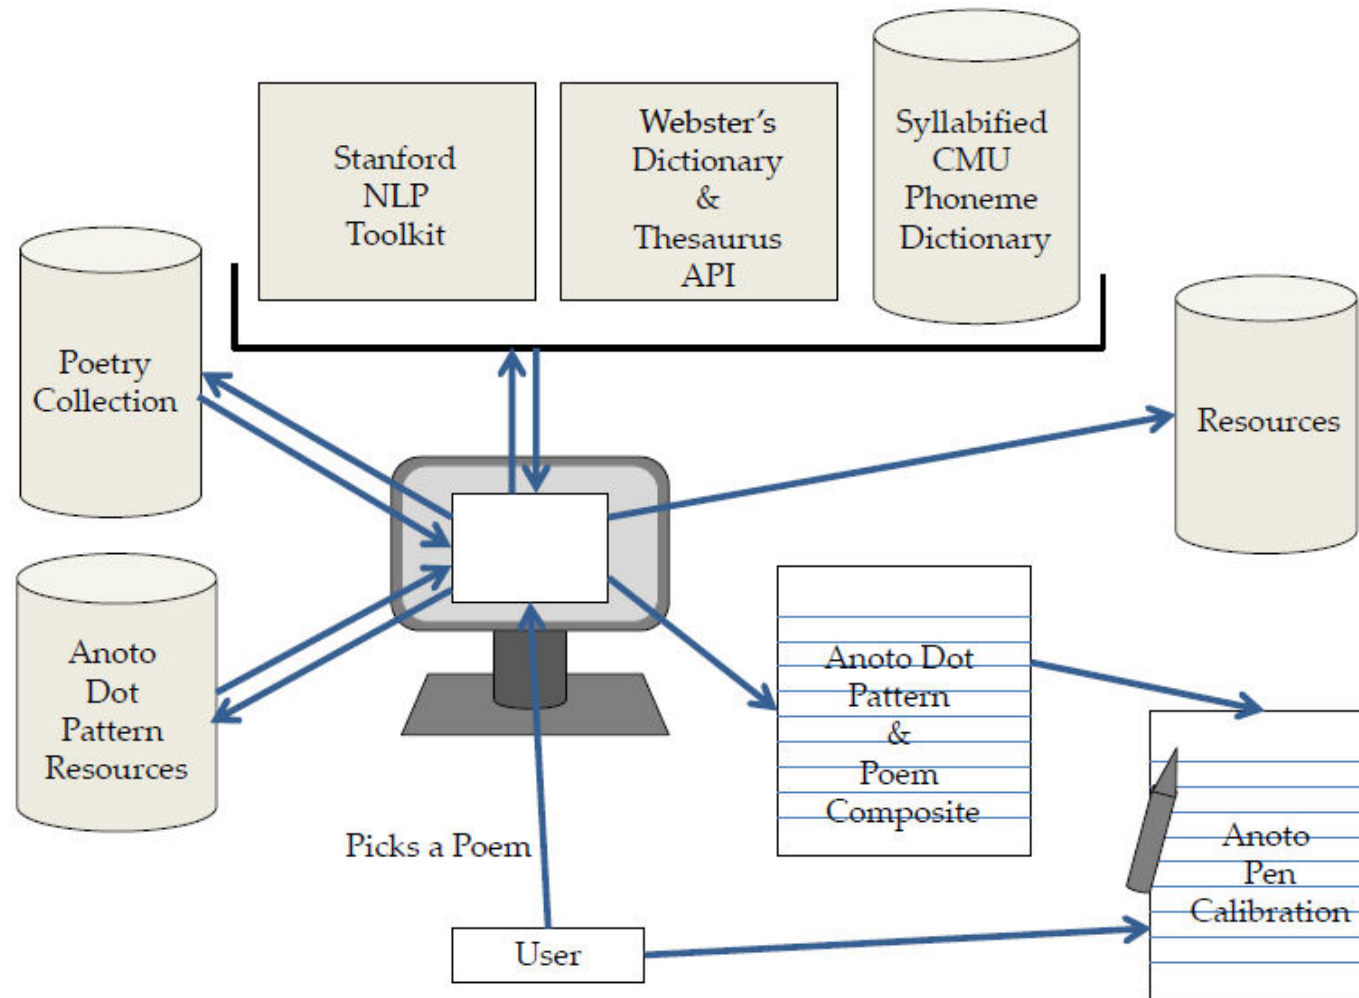 Stanford
NLP
Toolkit
Webster's
Dictionary
&
Thesaurus
API
Syllabified
CMU
Phoneme
Dictionary
Poetry
Collection
Resources
Anoto
Dot
Pattern
Resources
Anoto Dot
Pattern
&
Poem
Composite
Picks a Poem
Anoto
Pen
Calibration
User